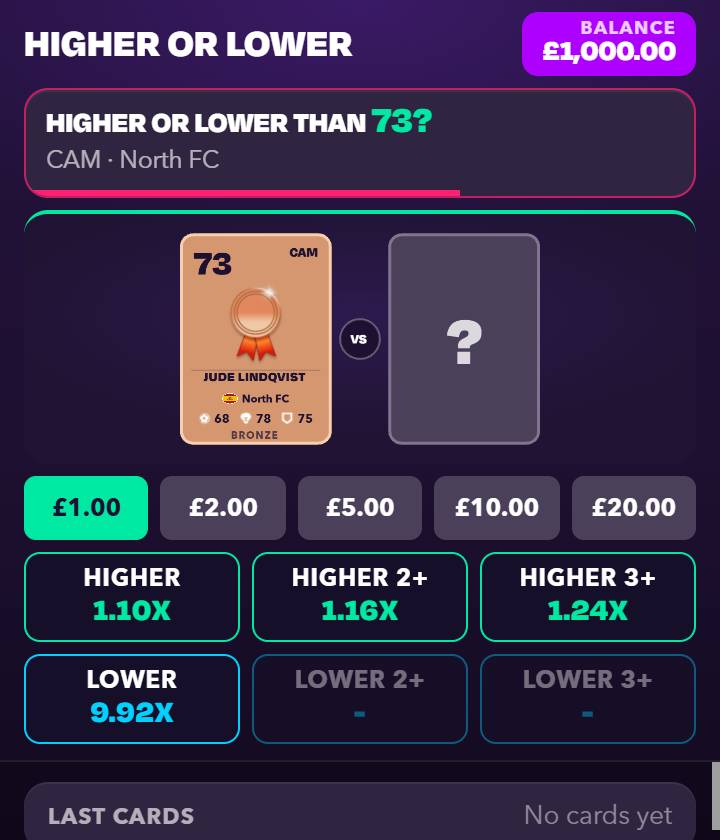 HIGHER OR LOWER
BALANCE
£1,000.00
HIGHER OR LOWER THAN 73?
CAM · North FC
73
CAM
JUDE LINDQVIST
North FC
68 78 75
BRONZE
VS
?
£1.00 £2.00 £5.00 £10.00 £20.00
HIGHER HIGHER 2+ HIGHER 3+
1.10X 1.16X 1.24X
LOWER LOWER 2+ LOWER 3+
9.92X - -
LAST CARDS No cards yet